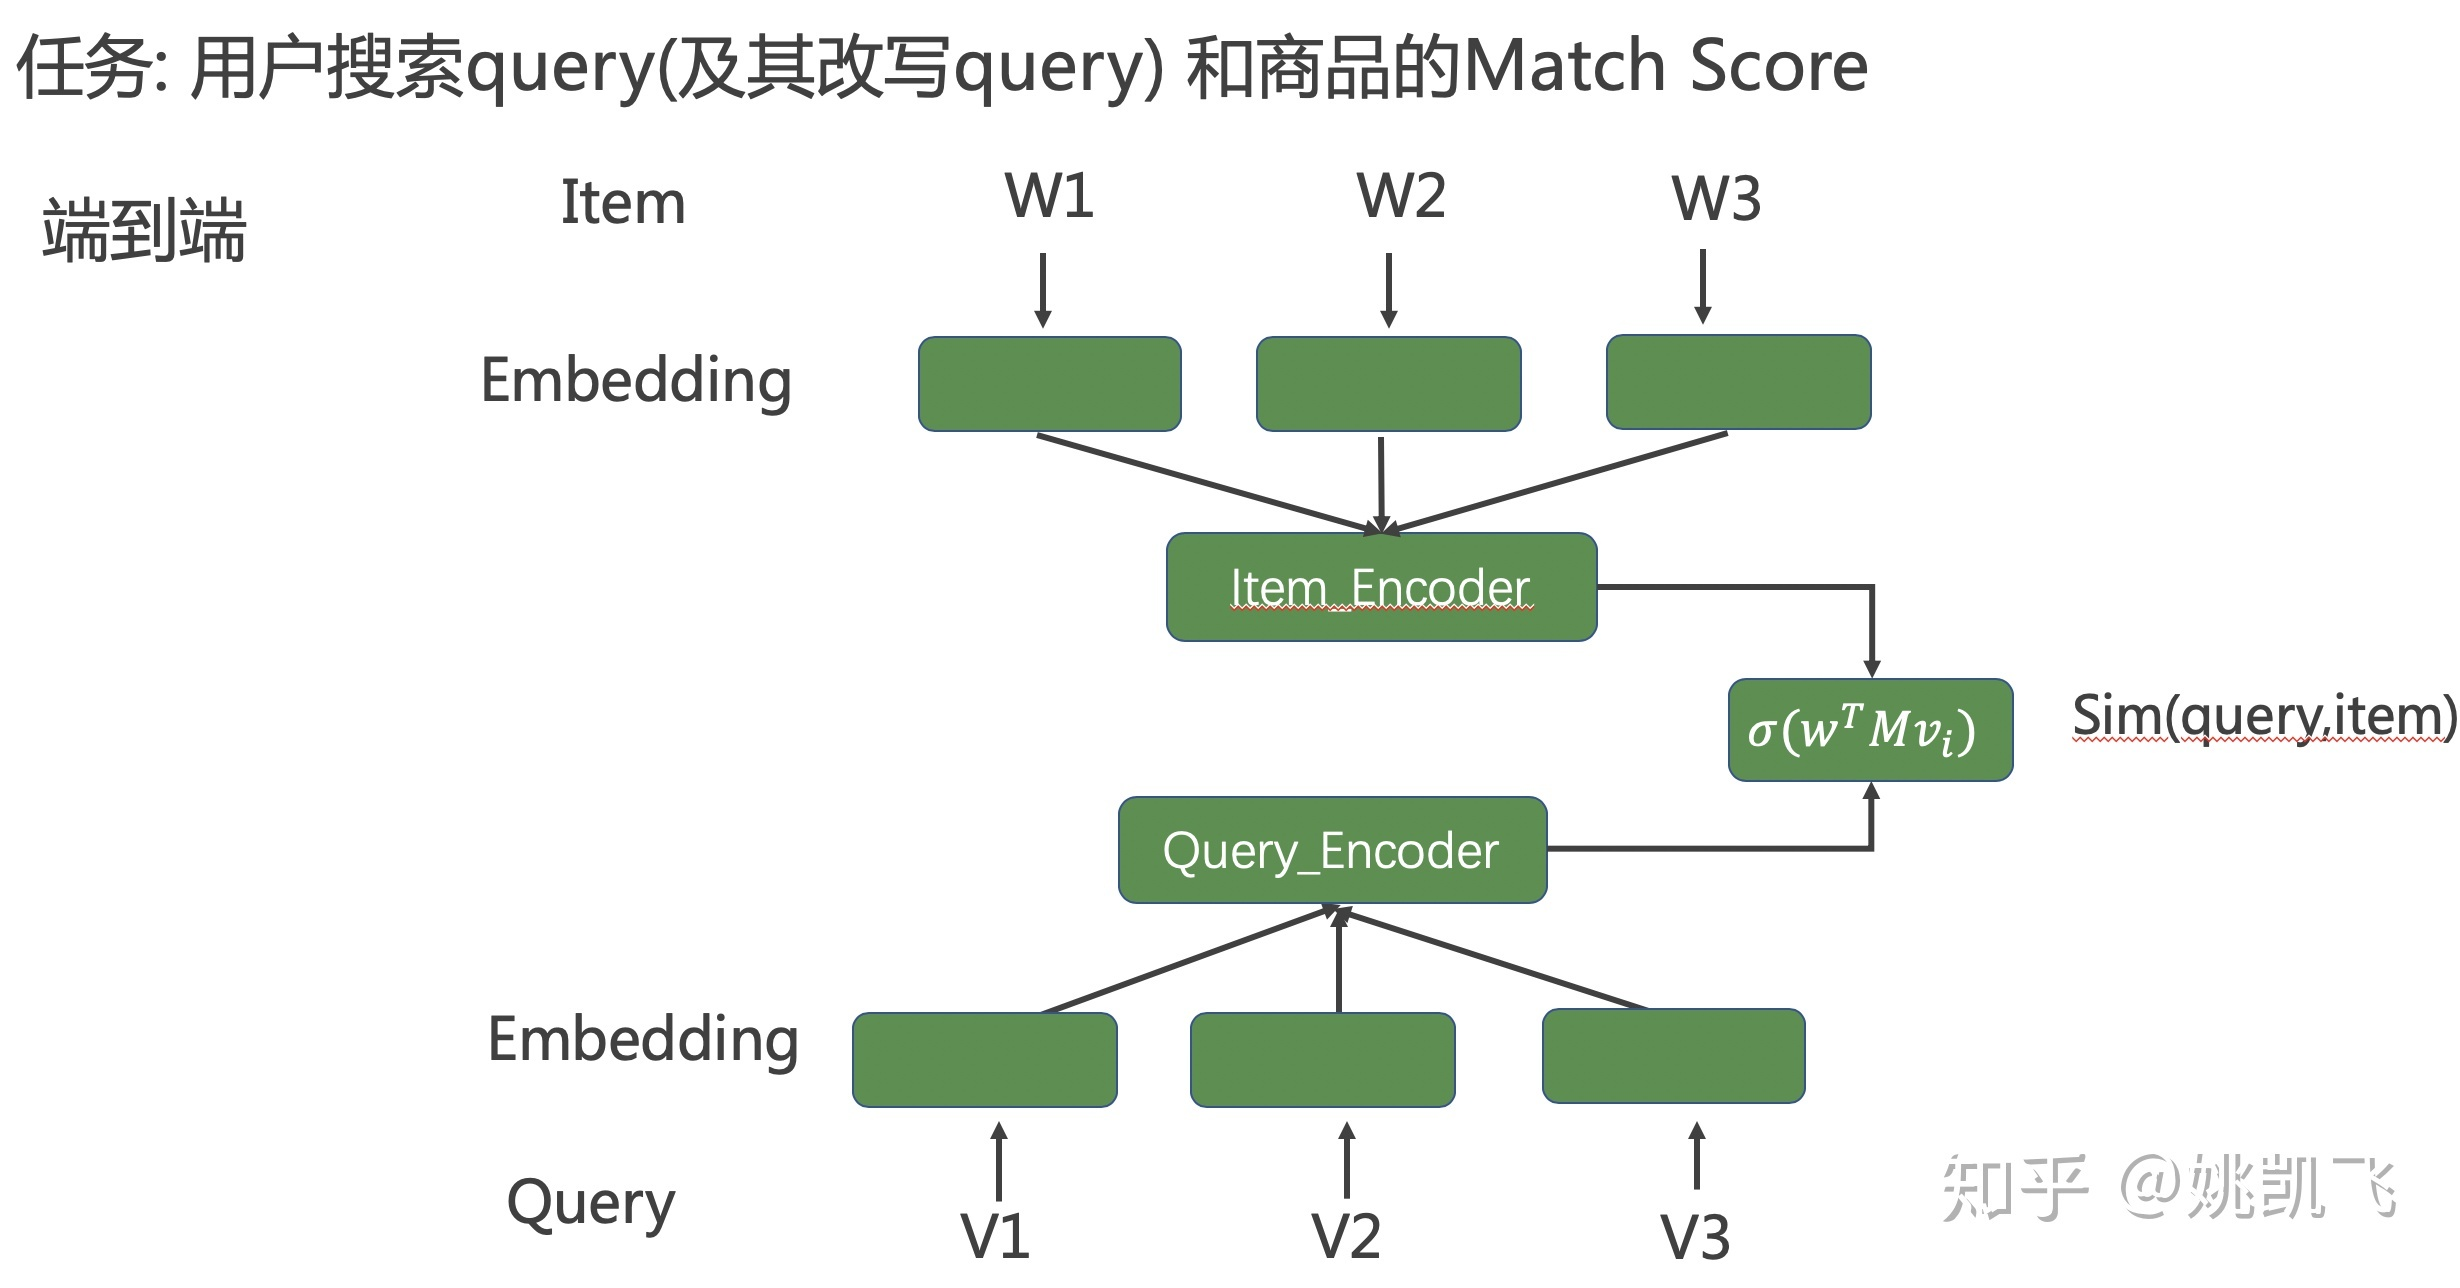 任务: 用户搜索query(及其改写query) 和商品的Match Score
端到端
Item
W1
W2
W3
Embedding
Item_Encoder
σ(wᵀMvᵢ)
Sim(query,item)
Query_Encoder
Embedding
Query
V1
V2
V3
知乎 @姚凯飞